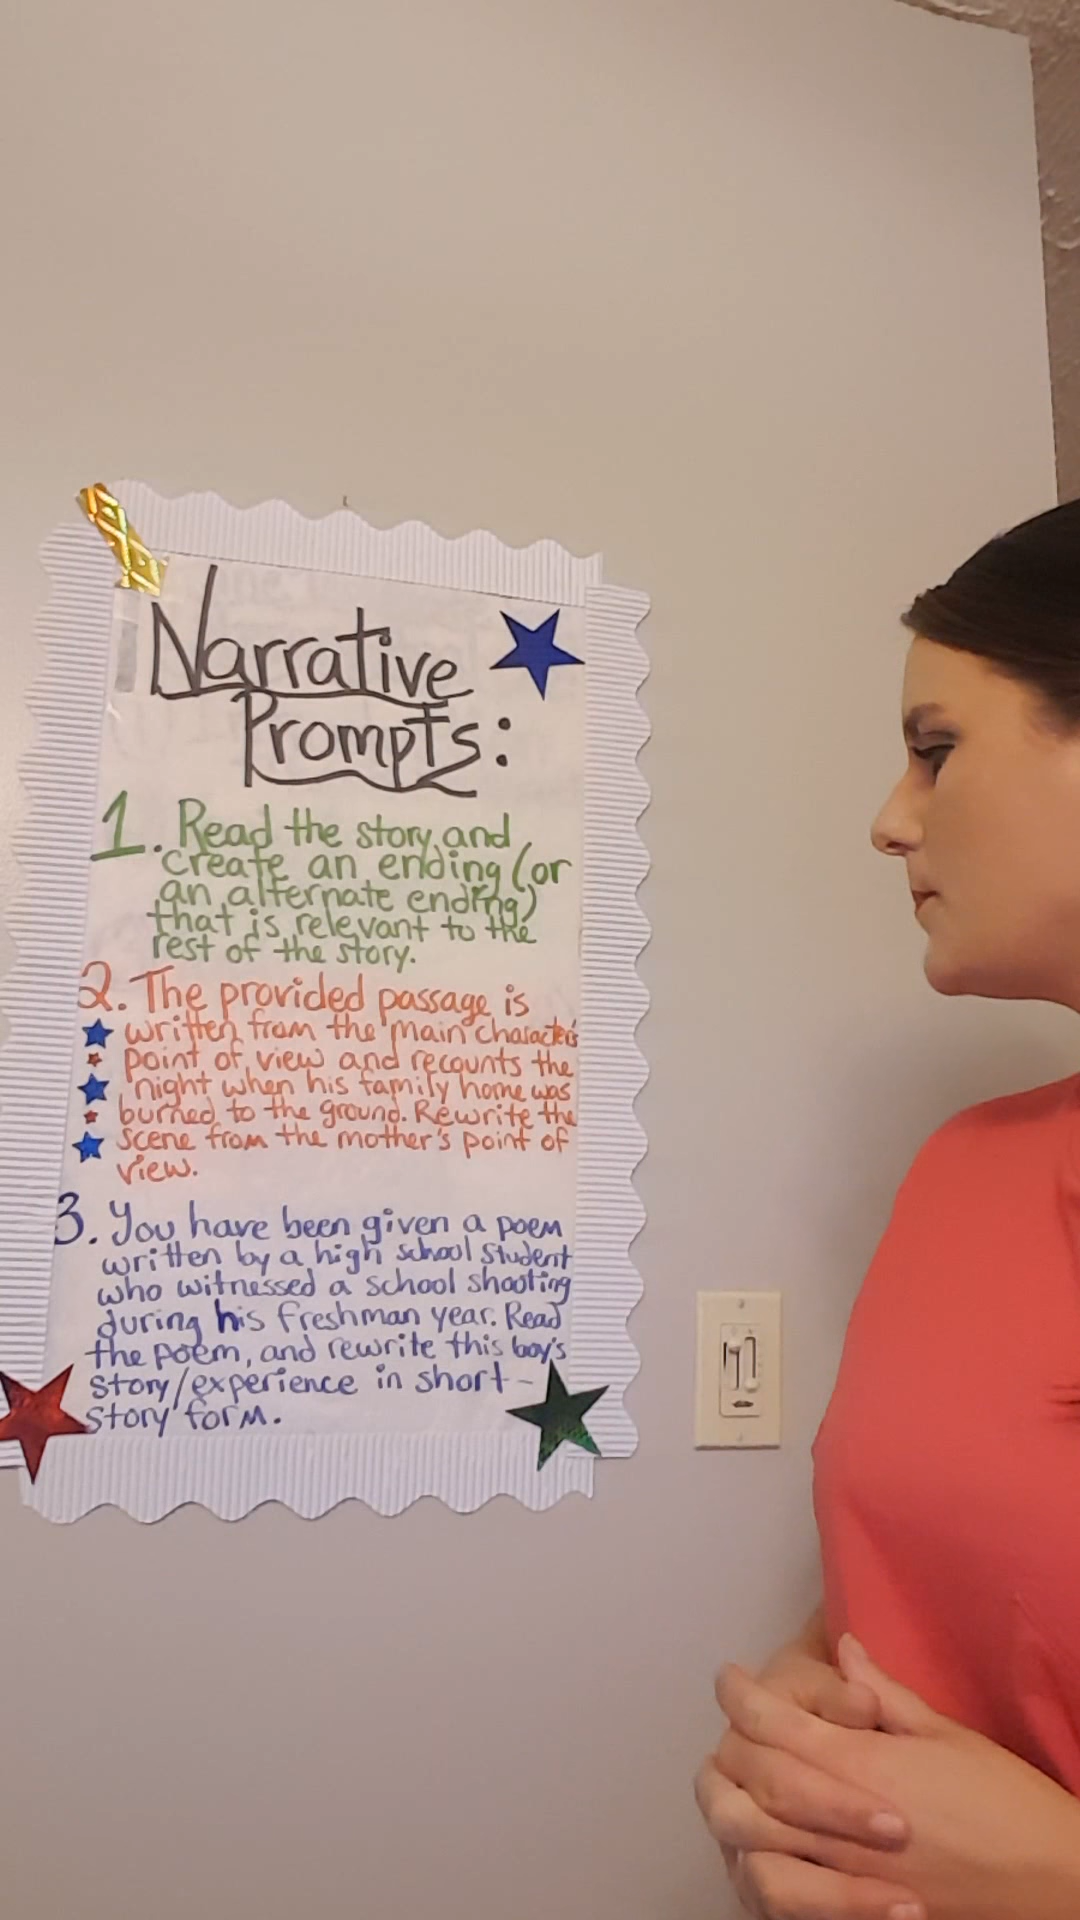 Narrative
Prompts:
1. Read the story and
create an ending (or
an alternate ending)
that is relevant to the
rest of the story.
2. The provided passage is
written from the main character's
point of view and recounts the
night when his family home was
burned to the ground. Rewrite the
scene from the mother's point of
view.
3. You have been given a poem
written by a high school student
who witnessed a school shooting
during his freshman year. Read
the poem, and rewrite this boy's
story/experience in short-
story form.